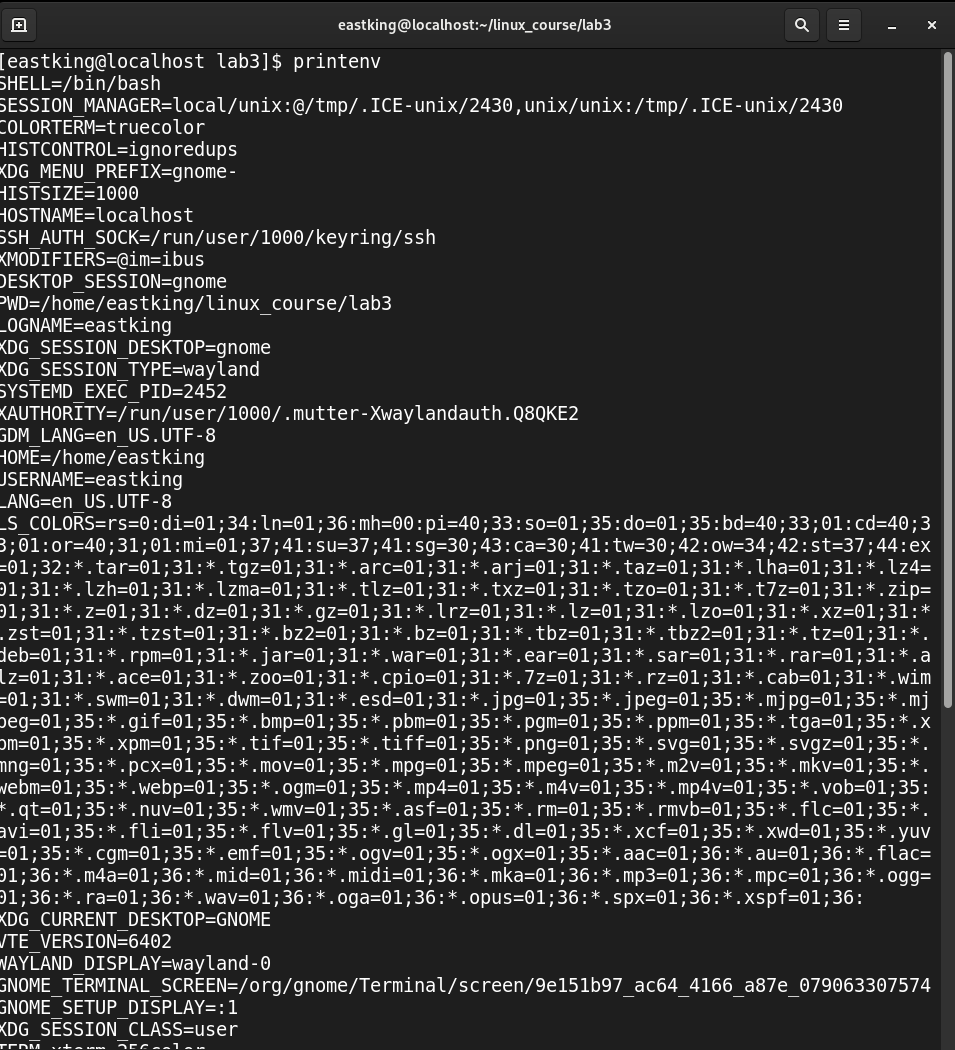 eastking@localhost:~/linux_course/lab3
[eastking@localhost lab3]$ printenv
SHELL=/bin/bash
SESSION_MANAGER=local/unix:@/tmp/.ICE-unix/2430,unix/unix:/tmp/.ICE-unix/2430
COLORTERM=truecolor
HISTCONTROL=ignoredups
XDG_MENU_PREFIX=gnome-
HISTSIZE=1000
HOSTNAME=localhost
SSH_AUTH_SOCK=/run/user/1000/keyring/ssh
XMODIFIERS=@im=ibus
DESKTOP_SESSION=gnome
PWD=/home/eastking/linux_course/lab3
LOGNAME=eastking
XDG_SESSION_DESKTOP=gnome
XDG_SESSION_TYPE=wayland
SYSTEMD_EXEC_PID=2452
XAUTHORITY=/run/user/1000/.mutter-Xwaylandauth.Q8QKE2
GDM_LANG=en_US.UTF-8
HOME=/home/eastking
USERNAME=eastking
LANG=en_US.UTF-8
LS_COLORS=rs=0:di=01;34:ln=01;36:mh=00:pi=40;33:so=01;35:do=01;35:bd=40;33;01:cd=40;3
3;01:or=40;31;01:mi=01;37;41:su=37;41:sg=30;43:ca=30;41:tw=30;42:ow=34;42:st=37;44:ex
=01;32:*.tar=01;31:*.tgz=01;31:*.arc=01;31:*.arj=01;31:*.taz=01;31:*.lha=01;31:*.lz4=
01;31:*.lzh=01;31:*.lzma=01;31:*.tlz=01;31:*.txz=01;31:*.tzo=01;31:*.t7z=01;31:*.zip=
01;31:*.z=01;31:*.dz=01;31:*.gz=01;31:*.lrz=01;31:*.lz=01;31:*.lzo=01;31:*.xz=01;31:*
.zst=01;31:*.tzst=01;31:*.bz2=01;31:*.bz=01;31:*.tbz=01;31:*.tbz2=01;31:*.tz=01;31:*.
deb=01;31:*.rpm=01;31:*.jar=01;31:*.war=01;31:*.ear=01;31:*.sar=01;31:*.rar=01;31:*.a
lz=01;31:*.ace=01;31:*.zoo=01;31:*.cpio=01;31:*.7z=01;31:*.rz=01;31:*.cab=01;31:*.wim
=01;31:*.swm=01;31:*.dwm=01;31:*.esd=01;31:*.jpg=01;35:*.jpeg=01;35:*.mjpg=01;35:*.mj
peg=01;35:*.gif=01;35:*.bmp=01;35:*.pbm=01;35:*.pgm=01;35:*.ppm=01;35:*.tga=01;35:*.x
bm=01;35:*.xpm=01;35:*.tif=01;35:*.tiff=01;35:*.png=01;35:*.svg=01;35:*.svgz=01;35:*.
mng=01;35:*.pcx=01;35:*.mov=01;35:*.mpg=01;35:*.mpeg=01;35:*.m2v=01;35:*.mkv=01;35:*.
webm=01;35:*.webp=01;35:*.ogm=01;35:*.mp4=01;35:*.m4v=01;35:*.mp4v=01;35:*.vob=01;35:
*.qt=01;35:*.nuv=01;35:*.wmv=01;35:*.asf=01;35:*.rm=01;35:*.rmvb=01;35:*.flc=01;35:*.
avi=01;35:*.fli=01;35:*.flv=01;35:*.gl=01;35:*.dl=01;35:*.xcf=01;35:*.xwd=01;35:*.yuv
=01;35:*.cgm=01;35:*.emf=01;35:*.ogv=01;35:*.ogx=01;35:*.aac=01;36:*.au=01;36:*.flac=
01;36:*.m4a=01;36:*.mid=01;36:*.midi=01;36:*.mka=01;36:*.mp3=01;36:*.mpc=01;36:*.ogg=
01;36:*.ra=01;36:*.wav=01;36:*.oga=01;36:*.opus=01;36:*.spx=01;36:*.xspf=01;36:
XDG_CURRENT_DESKTOP=GNOME
VTE_VERSION=6402
WAYLAND_DISPLAY=wayland-0
GNOME_TERMINAL_SCREEN=/org/gnome/Terminal/screen/9e151b97_ac64_4166_a87e_079063307574
GNOME_SETUP_DISPLAY=:1
XDG_SESSION_CLASS=user
TERM=xterm-256color